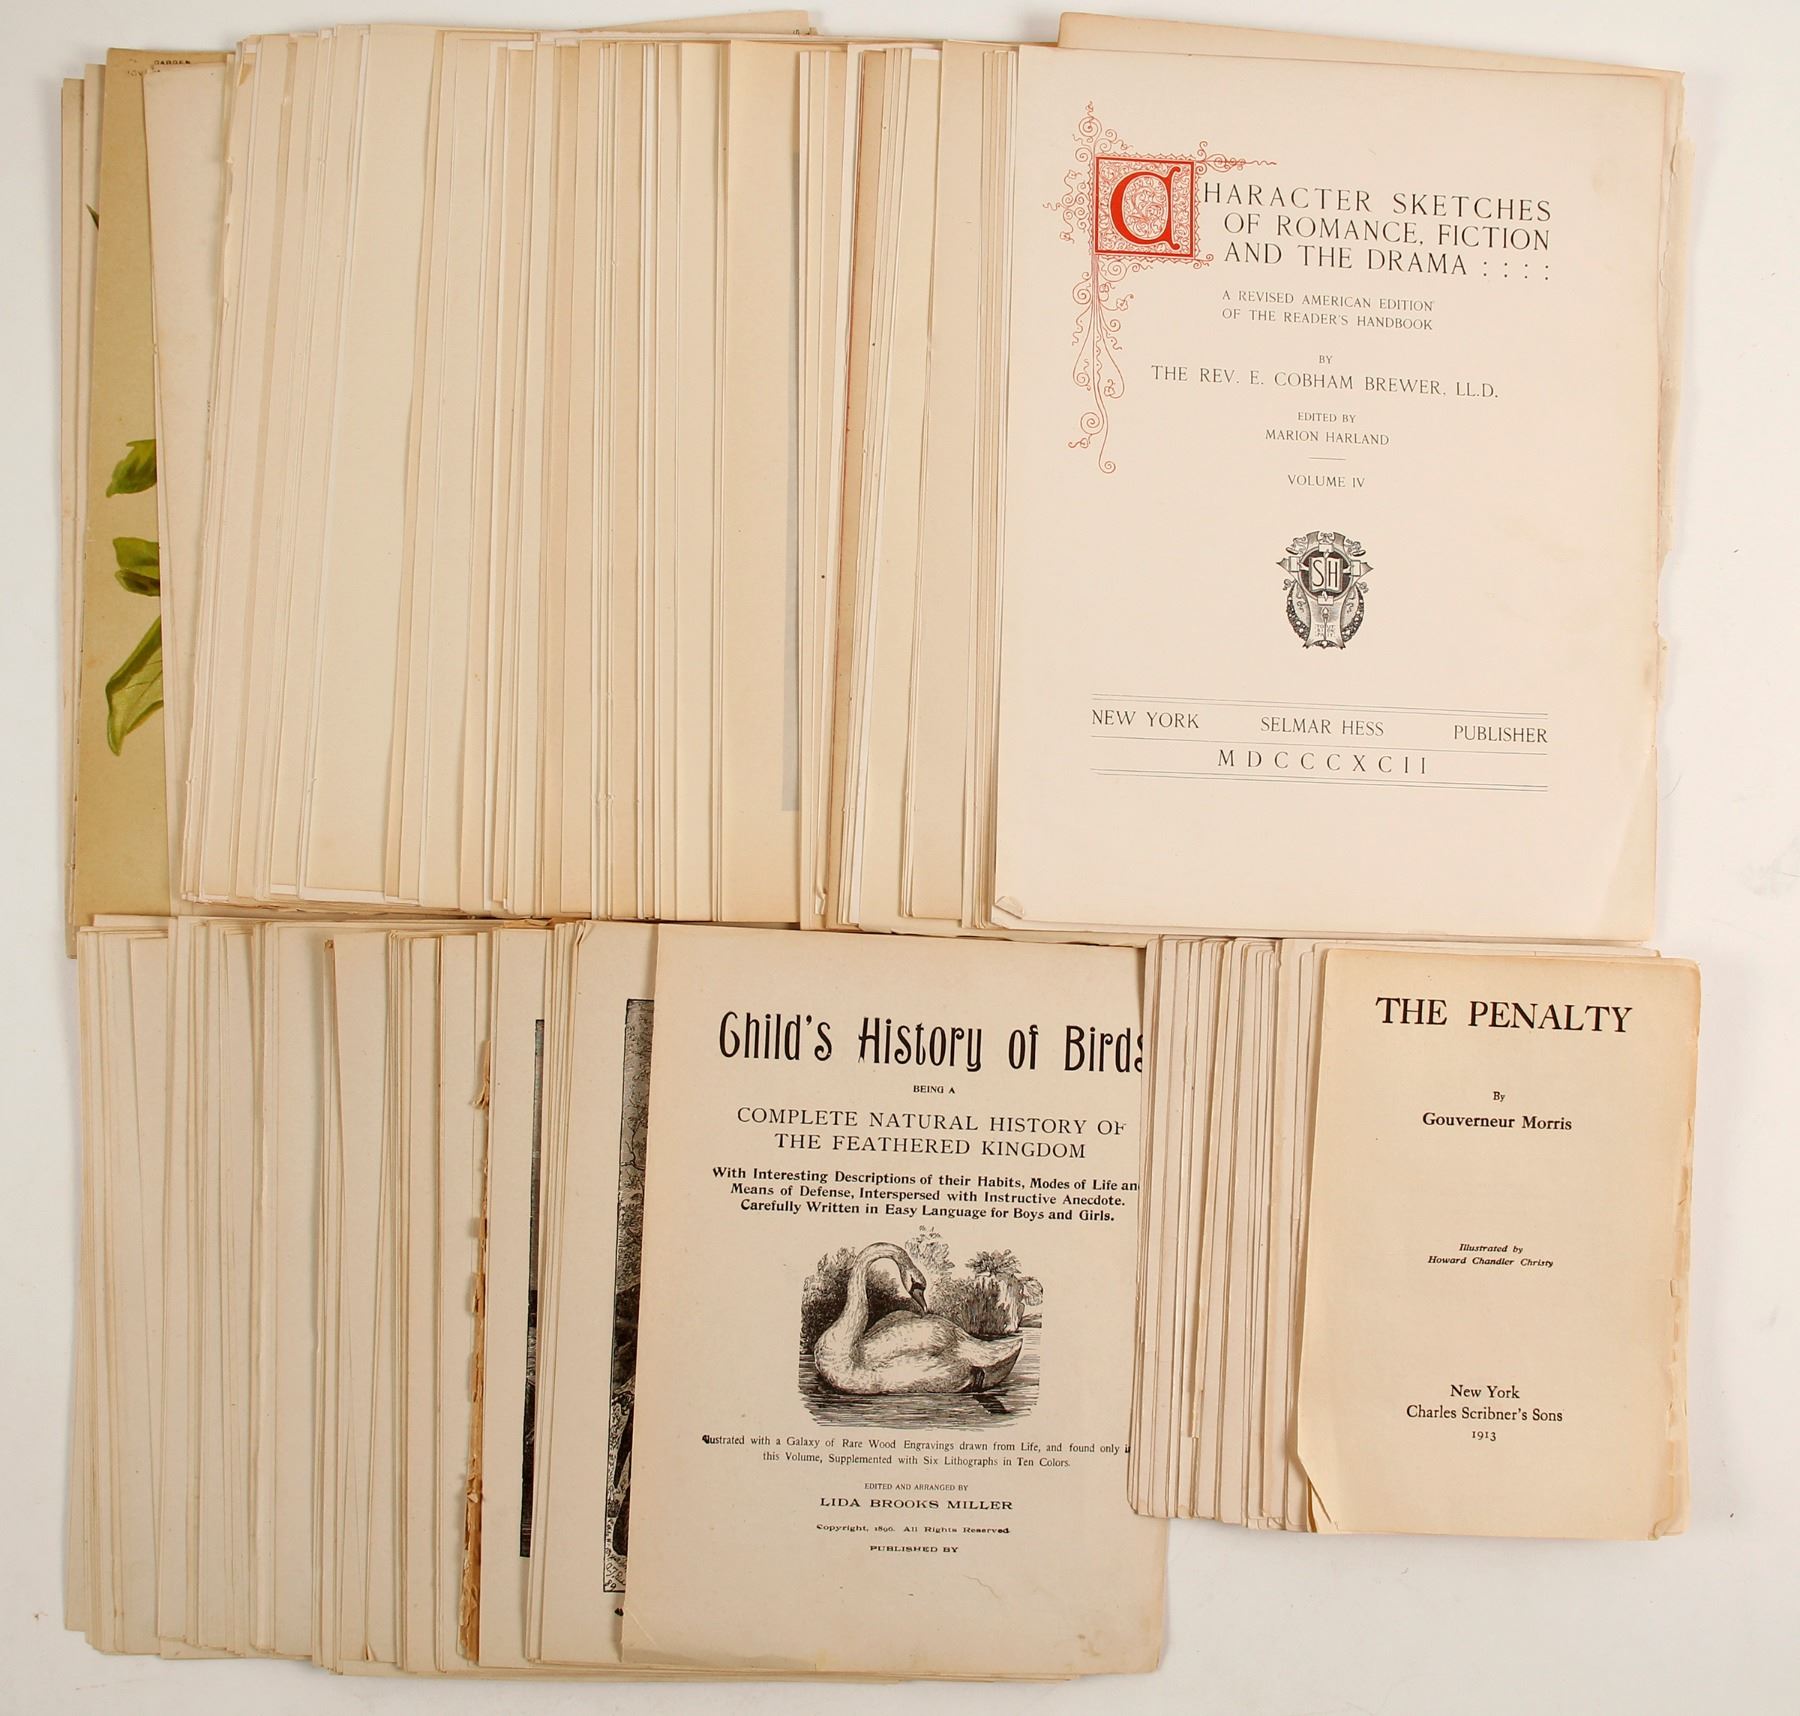 GARDEN
CHARACTER SKETCHES
OF ROMANCE, FICTION
AND THE DRAMA : : : :
A REVISED AMERICAN EDITION
OF THE READER'S HANDBOOK
BY
THE REV. E. COBHAM BREWER, LL.D.
EDITED BY
MARION HARLAND
VOLUME IV
SH
NEW YORK SELMAR HESS PUBLISHER
MDCCCXCII
Child's History of Birds
BEING A
COMPLETE NATURAL HISTORY OF
THE FEATHERED KINGDOM
With Interesting Descriptions of their Habits, Modes of Life an
Means of Defense, Interspersed with Instructive Anecdote.
Carefully Written in Easy Language for Boys and Girls.
lustrated with a Galaxy of Rare Wood Engravings drawn from Life, and found only i
this Volume, Supplemented with Six Lithographs in Ten Colors.
EDITED AND ARRANGED BY
LIDA BROOKS MILLER
Copyright, 1896. All Rights Reserved.
PUBLISHED BY
THE PENALTY
By
Gouverneur Morris
Illustrated by
Howard Chandler Christy
New York
Charles Scribner's Sons
1913